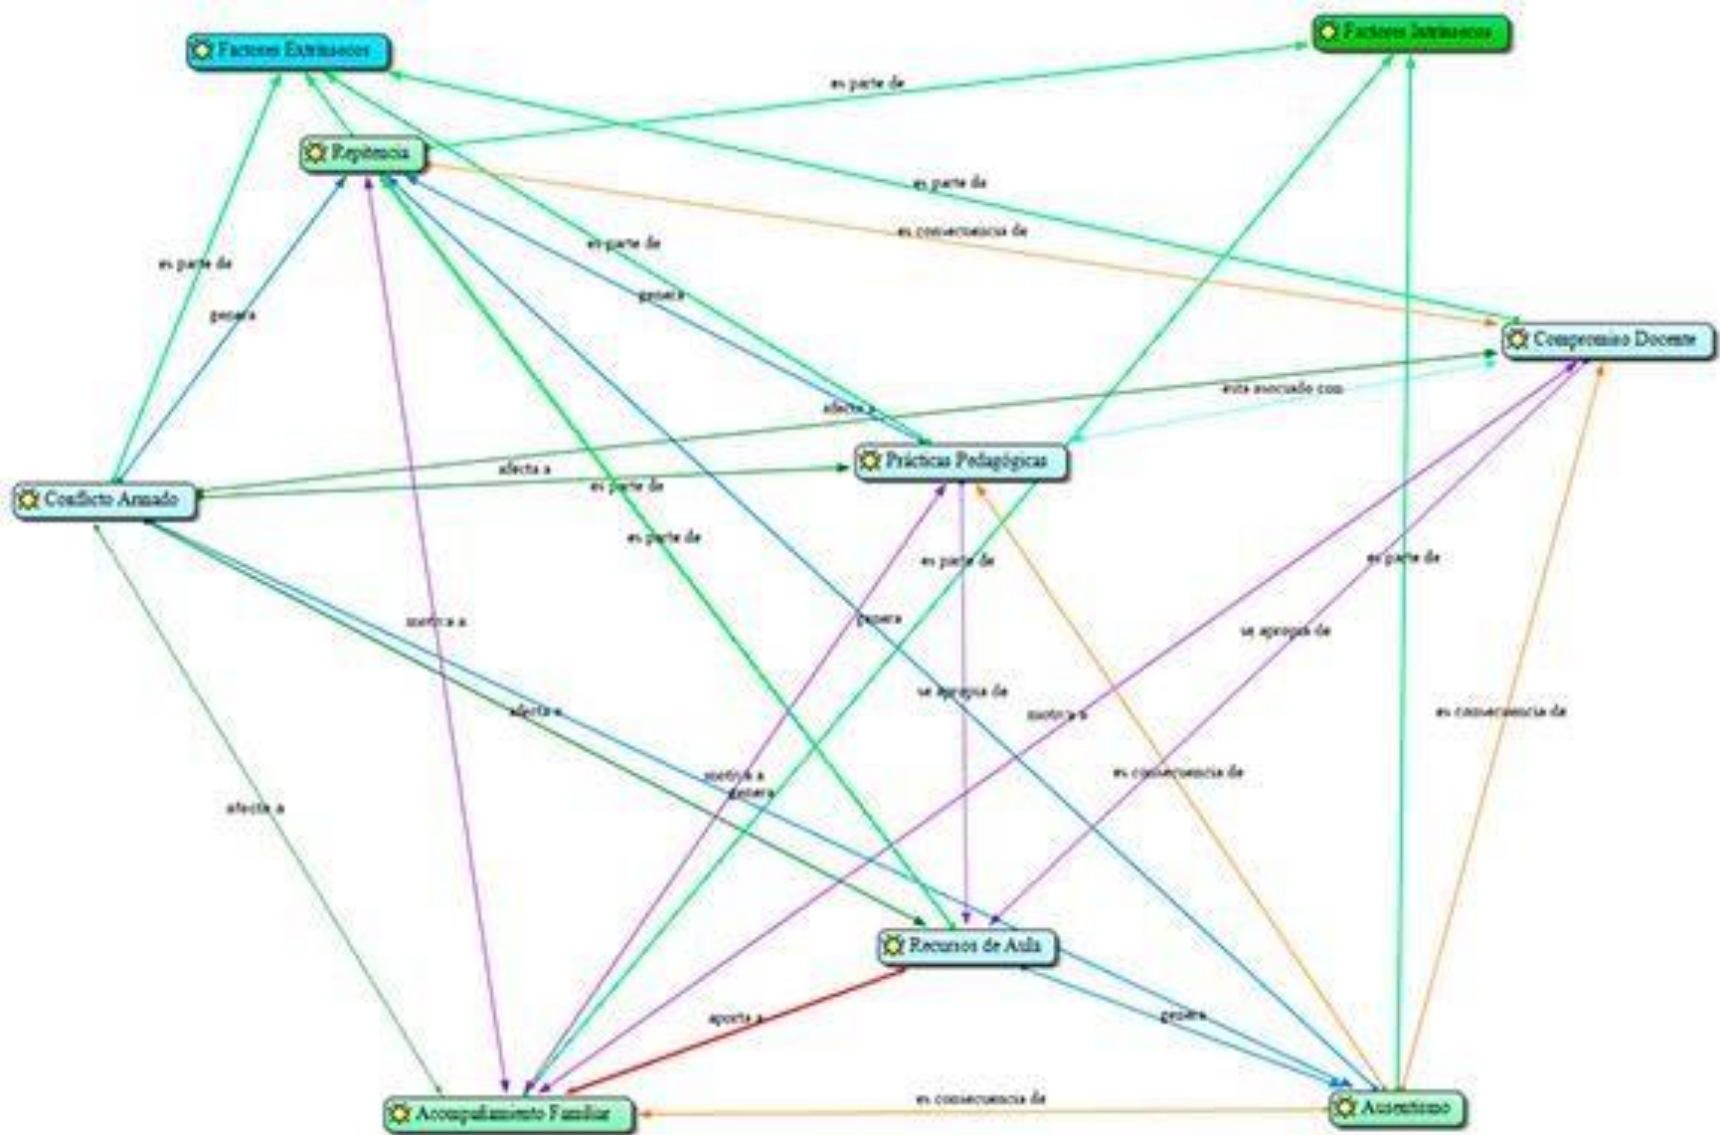 Factores Intrinsecos
Factores Extrinsecos
es parte de
Repitencia
es parte de
es consecuencia de
es parte de
es parte de
genera
genera
Compromiso Docente
esta asociado con
afecta a
Prácticas Pedagógicas
afecta a
es parte de
Conflicto Armado
es parte de
es parte de
es parte de
genera
motiva a
se apropia de
se apropia de
afecta a
motiva a
es consecuencia de
es consecuencia de
motiva a
genera
afecta a
Recursos de Aula
aporta a
genera
es consecuencia de
Acompañamiento Familiar
Ausentismo